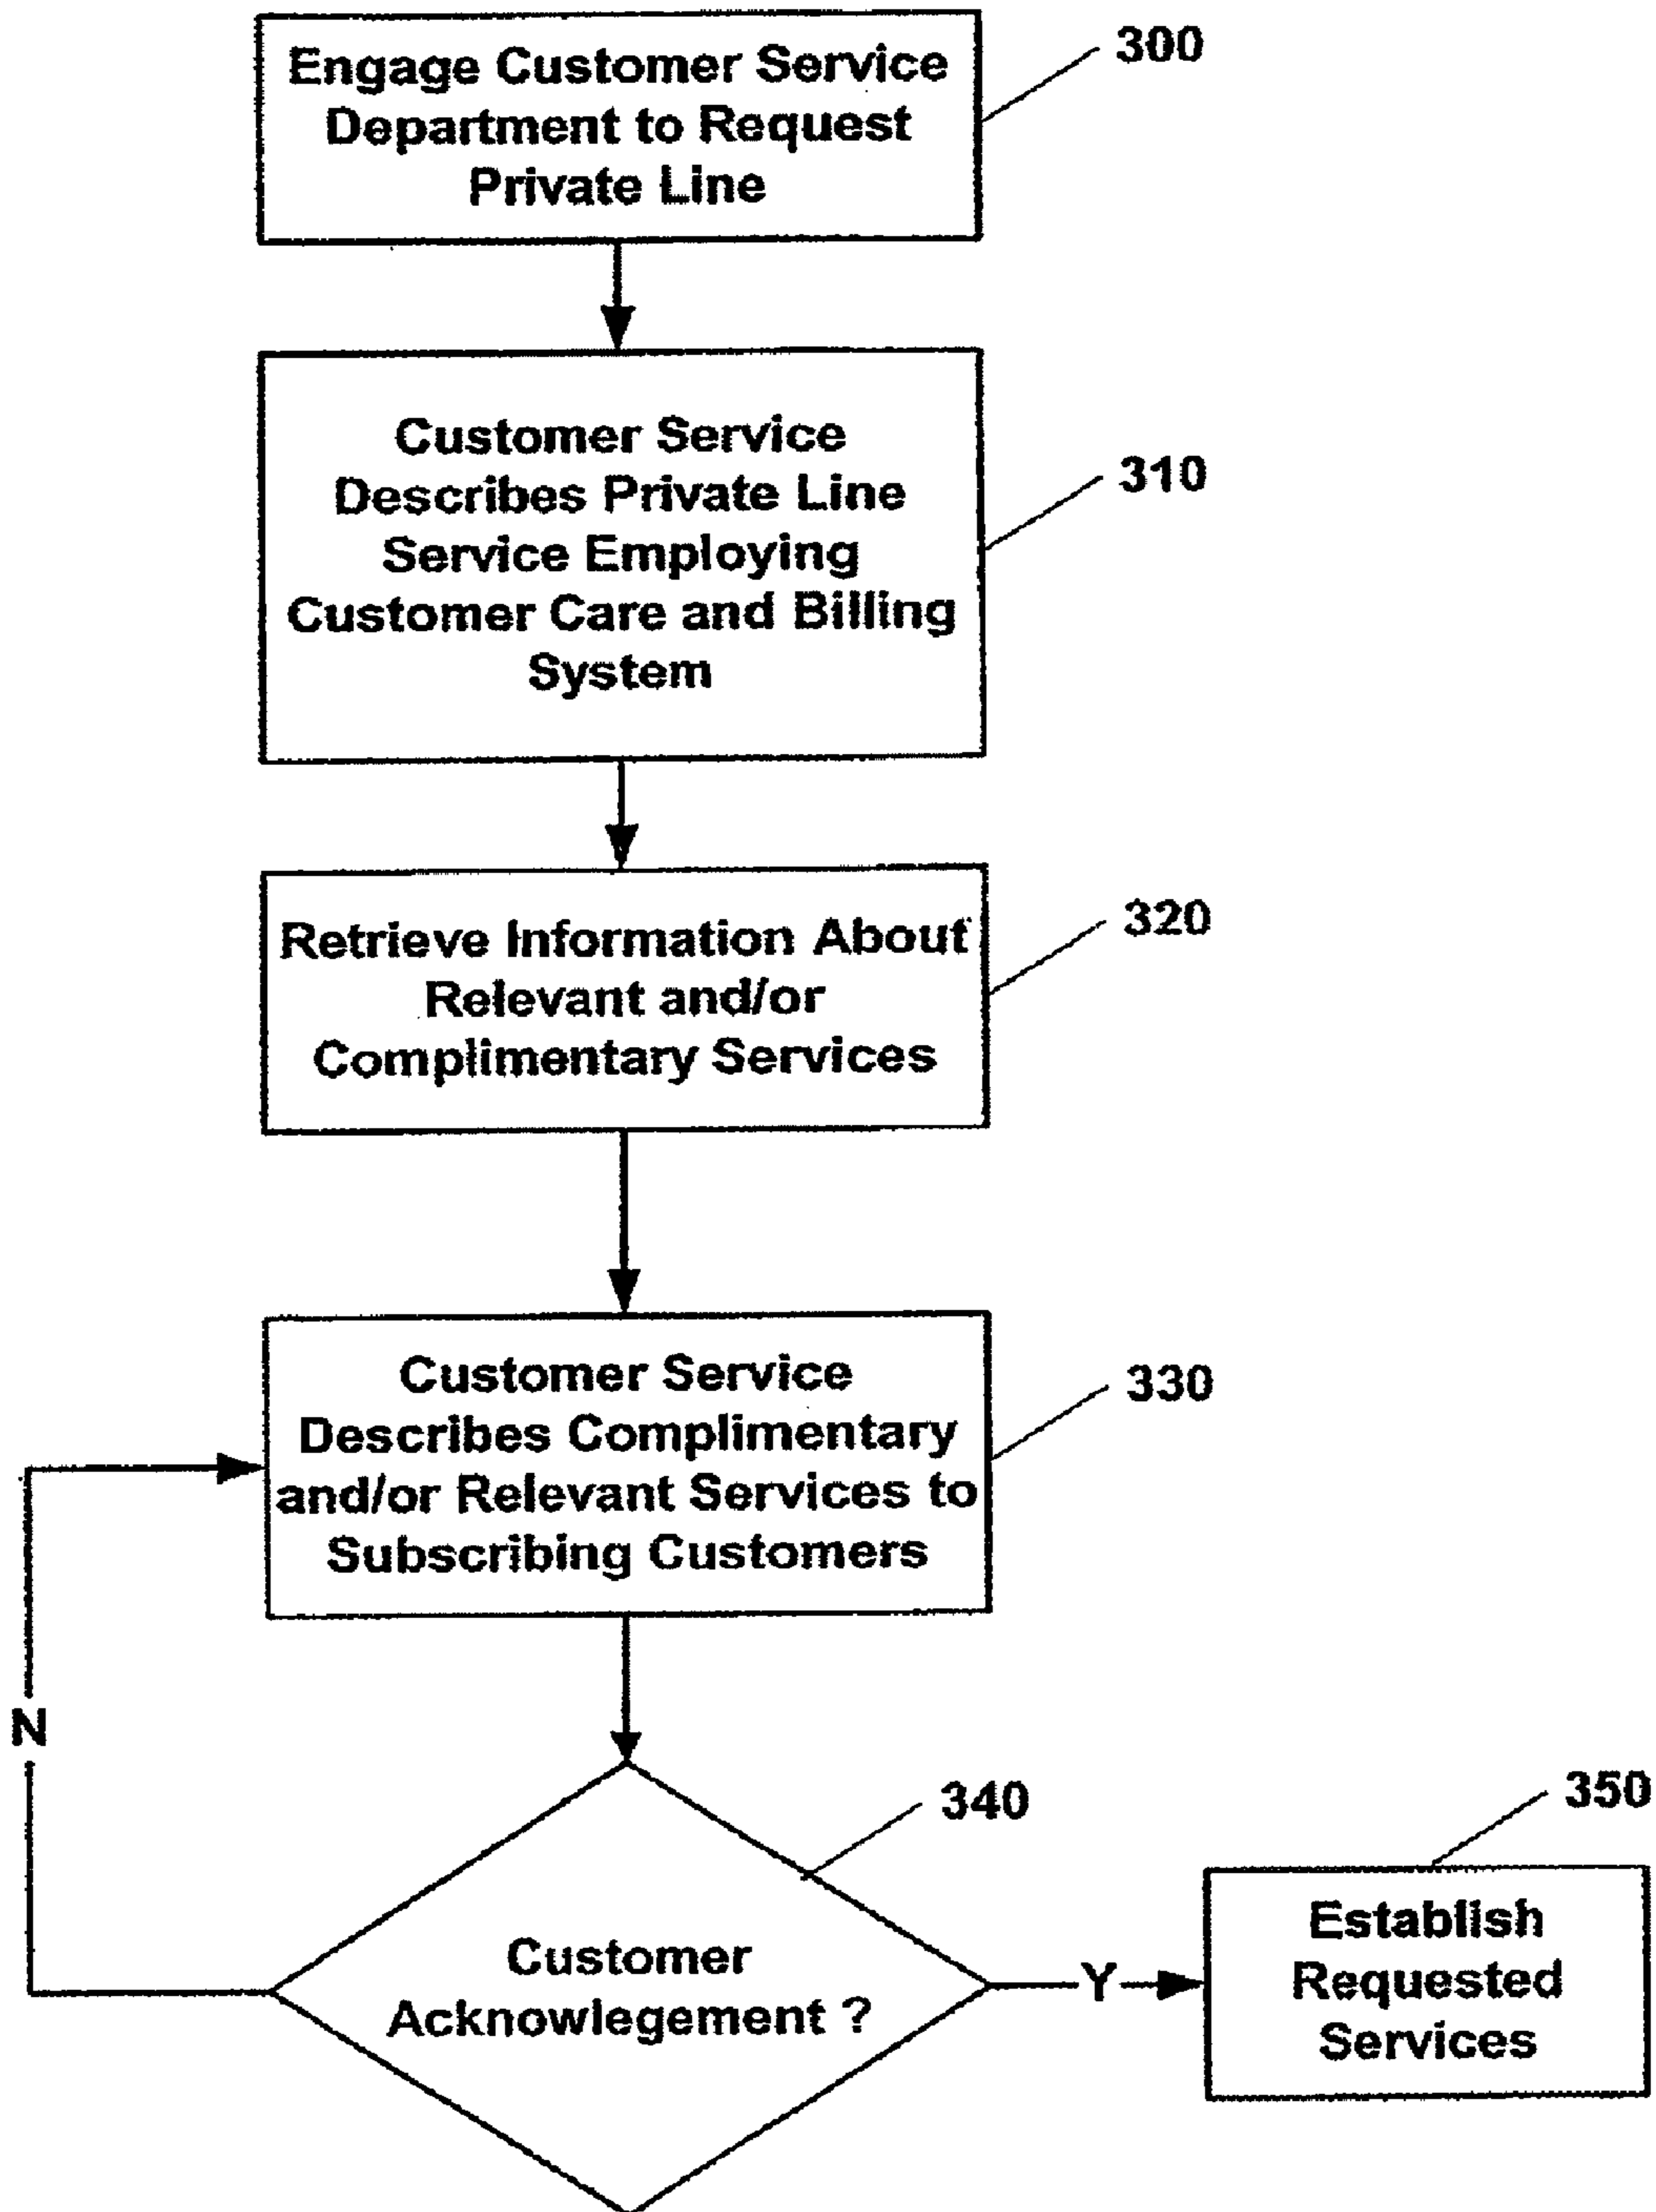 Engage Customer Service
Department to Request
Private Line
300
Customer Service
Describes Private Line
Service Employing
Customer Care and Billing
System
310
Retrieve Information About
Relevant and/or
Complimentary Services
320
Customer Service
Describes Complimentary
and/or Relevant Services to
Subscribing Customers
330
N
340
Customer
Acknowlegement ?
Y
350
Establish
Requested
Services